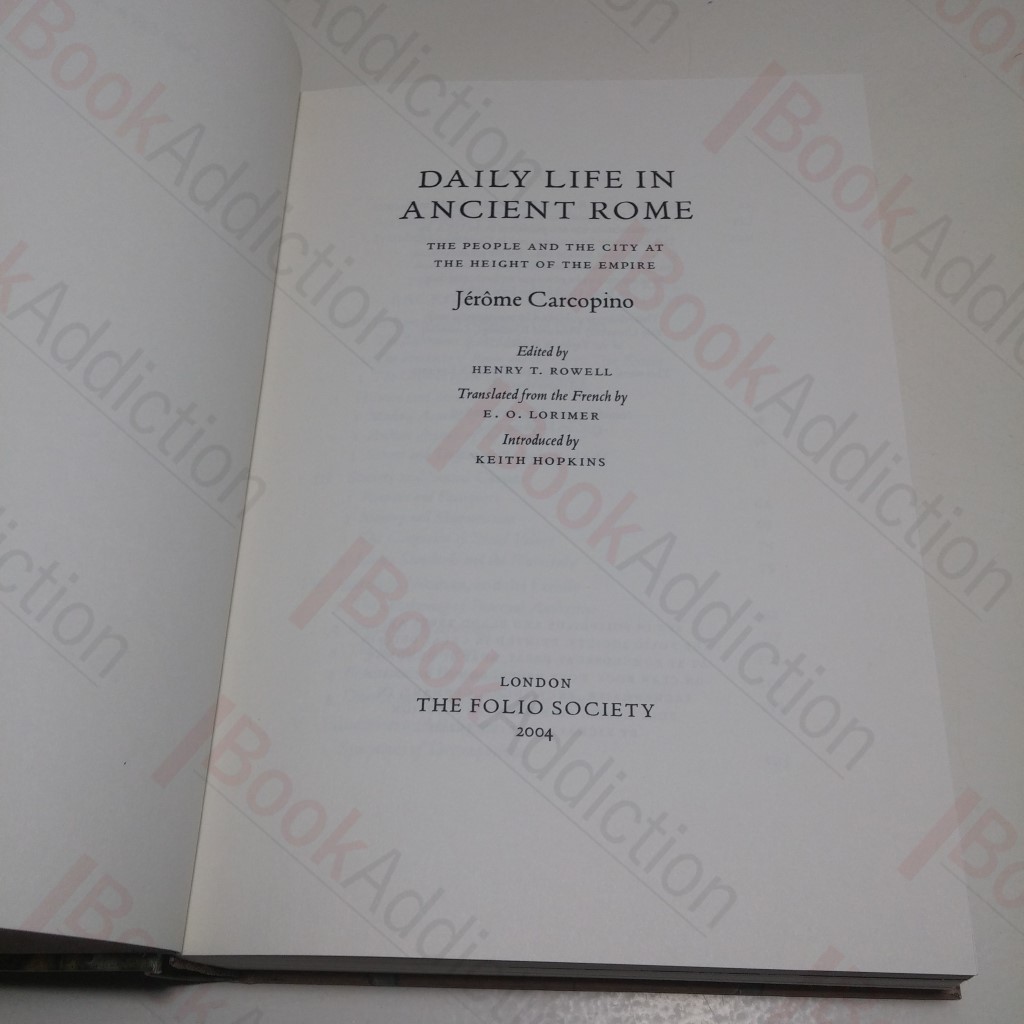 DAILY LIFE IN
ANCIENT ROME
THE PEOPLE AND THE CITY AT
THE HEIGHT OF THE EMPIRE
Jérôme Carcopino
Edited by
HENRY T. ROWELL
Translated from the French by
E. O. LORIMER
Introduced by
KEITH HOPKINS
LONDON
THE FOLIO SOCIETY
2004
BookAddiction